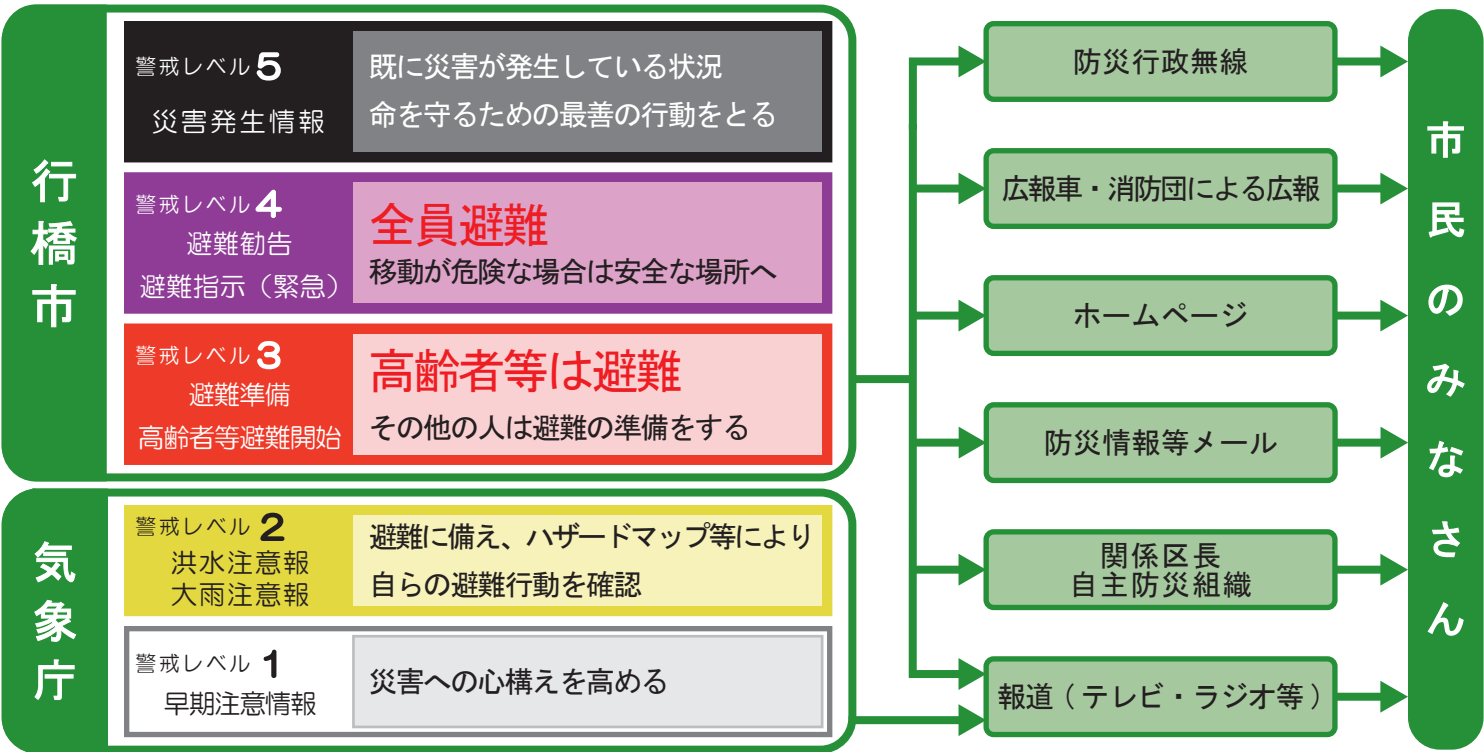 行橋市
警戒レベル 5
災害発生情報
既に災害が発生している状況
命を守るための最善の行動をとる
警戒レベル 4
避難勧告
避難指示（緊急）
全員避難
移動が危険な場合は安全な場所へ
警戒レベル 3
避難準備
高齢者等避難開始
高齢者等は避難
その他の人は避難の準備をする
気象庁
警戒レベル 2
洪水注意報
大雨注意報
避難に備え、ハザードマップ等により
自らの避難行動を確認
警戒レベル 1
早期注意情報
災害への心構えを高める
防災行政無線
広報車・消防団による広報
ホームページ
防災情報等メール
関係区長
自主防災組織
報道（テレビ・ラジオ等）
市民のみなさん